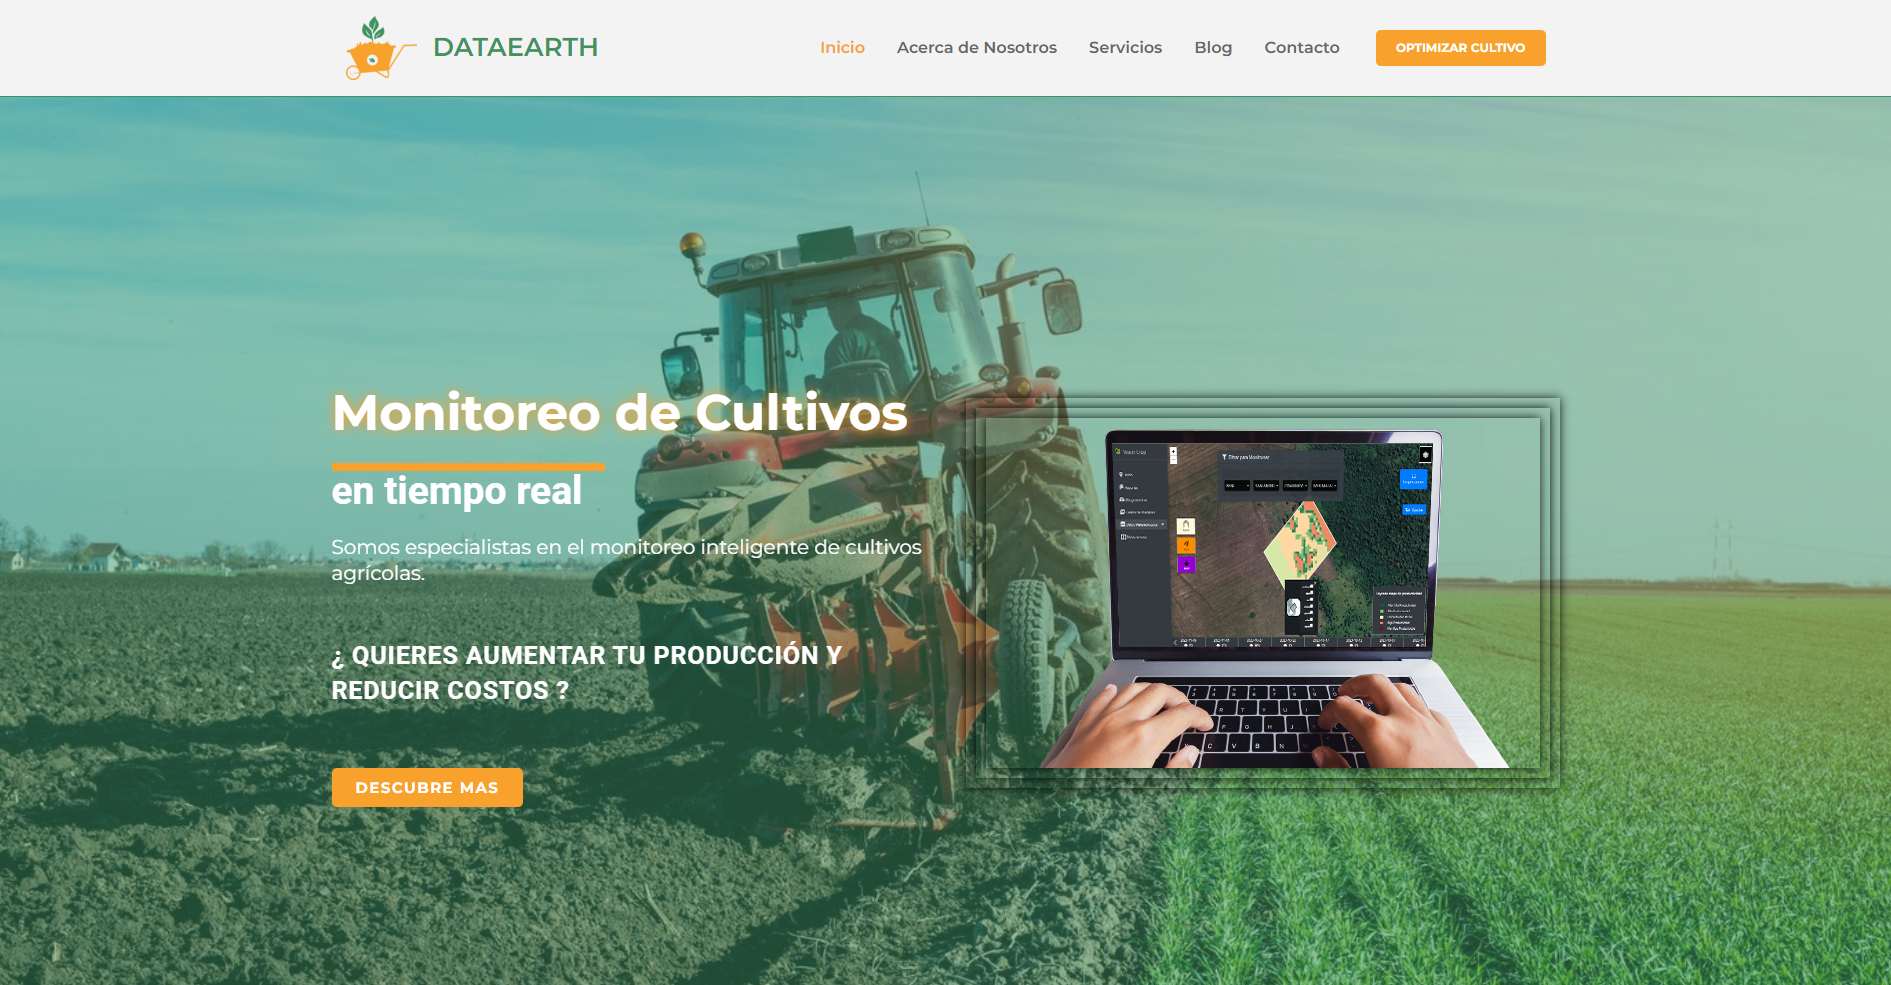 DATAEARTH
Inicio
Acerca de Nosotros
Servicios
Blog
Contacto
OPTIMIZAR CULTIVO
Monitoreo de Cultivos
en tiempo real
Somos especialistas en el monitoreo inteligente de cultivos
agrícolas.
¿ QUIERES AUMENTAR TU PRODUCCIÓN Y
REDUCIR COSTOS ?
DESCUBRE MAS